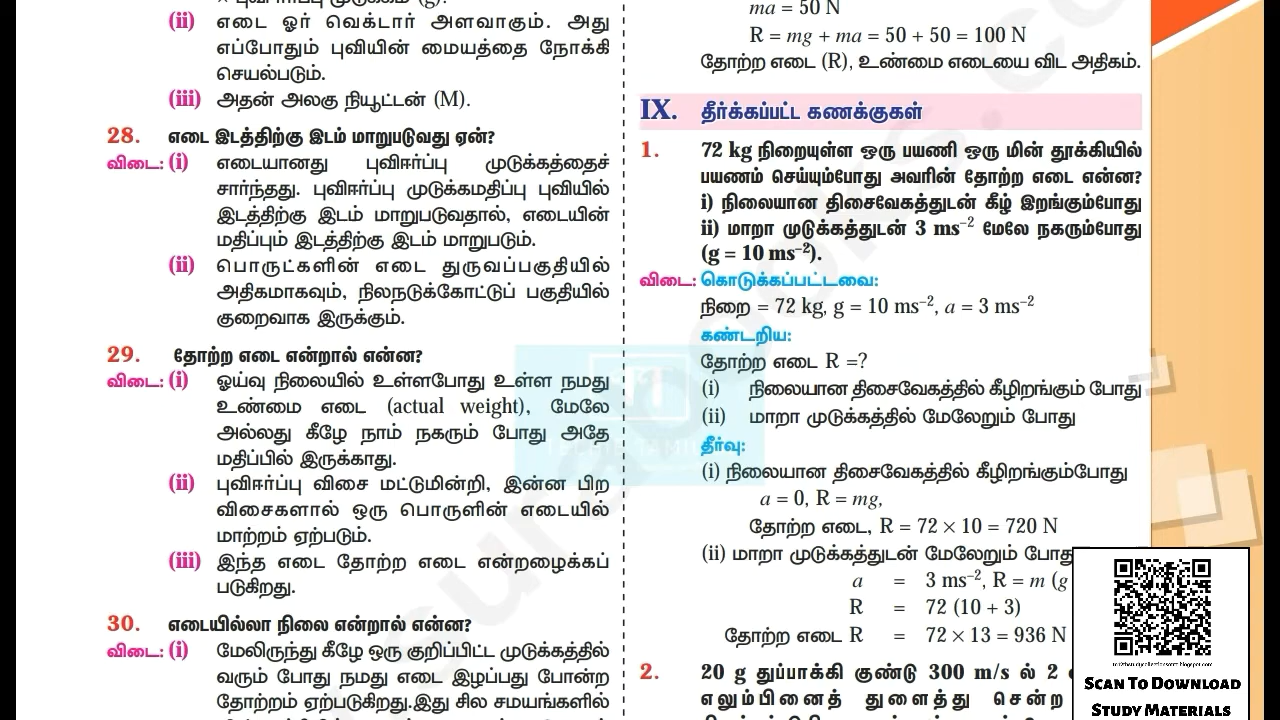 × புவிஈர்ப்பு முடுக்கம் (g).
(ii) எடை ஓர் வெக்டார் அளவாகும். அது
எப்போதும் புவியின் மையத்தை நோக்கி
செயல்படும்.
(iii) அதன் அலகு நியூட்டன் (M).
28. எடை இடத்திற்கு இடம் மாறுபடுவது ஏன்?
விடை: (i) எடையானது புவிஈர்ப்பு முடுக்கத்தைச்
சார்ந்தது. புவிஈர்ப்பு முடுக்கமதிப்பு புவியில்
இடத்திற்கு இடம் மாறுபடுவதால், எடையின்
மதிப்பும் இடத்திற்கு இடம் மாறுபடும்.
(ii) பொருட்களின் எடை துருவப்பகுதியில்
அதிகமாகவும், நிலநடுக்கோட்டுப் பகுதியில்
குறைவாக இருக்கும்.
29. தோற்ற எடை என்றால் என்ன?
விடை: (i) ஓய்வு நிலையில் உள்ளபோது உள்ள நமது
உண்மை எடை (actual weight), மேலே
அல்லது கீழே நாம் நகரும் போது அதே
மதிப்பில் இருக்காது.
(ii) புவிஈர்ப்பு விசை மட்டுமின்றி, இன்ன பிற
விசைகளால் ஒரு பொருளின் எடையில்
மாற்றம் ஏற்படும்.
(iii) இந்த எடை தோற்ற எடை என்றழைக்கப்
படுகிறது.
30. எடையில்லா நிலை என்றால் என்ன?
விடை: (i) மேலிருந்து கீழே ஒரு குறிப்பிட்ட முடுக்கத்தில்
வரும் போது நமது எடை இழப்பது போன்ற
தோற்றம் ஏற்படுகிறது.இது சில சமயங்களில்
ma = 50 N
R = mg + ma = 50 + 50 = 100 N
தோற்ற எடை (R), உண்மை எடையை விட அதிகம்.
IX. தீர்க்கப்பட்ட கணக்குகள்
1. 72 kg நிறையுள்ள ஒரு பயணி ஒரு மின் தூக்கியில்
பயணம் செய்யும்போது அவரின் தோற்ற எடை என்ன?
i) நிலையான திசைவேகத்துடன் கீழ் இறங்கும்போது
ii) மாறா முடுக்கத்துடன் 3 ms⁻² மேலே நகரும்போது
(g = 10 ms⁻²).
விடை: கொடுக்கப்பட்டவை:
நிறை = 72 kg, g = 10 ms⁻², a = 3 ms⁻²
கண்டறிய:
தோற்ற எடை R =?
(i) நிலையான திசைவேகத்தில் கீழிறங்கும் போது
(ii) மாறா முடுக்கத்தில் மேலேறும் போது
தீர்வு:
(i) நிலையான திசைவேகத்தில் கீழிறங்கும்போது
a = 0, R = mg,
தோற்ற எடை, R = 72 × 10 = 720 N
(ii) மாறா முடுக்கத்துடன் மேலேறும் போது
a = 3 ms⁻², R = m (g
R = 72 (10 + 3)
தோற்ற எடை R = 72 × 13 = 936 N
2. 20 g துப்பாக்கி குண்டு 300 m/s ல் 2
எலும்பினைத் துளைத்து சென்ற
SCAN TO DOWNLOAD
STUDY MATERIALS